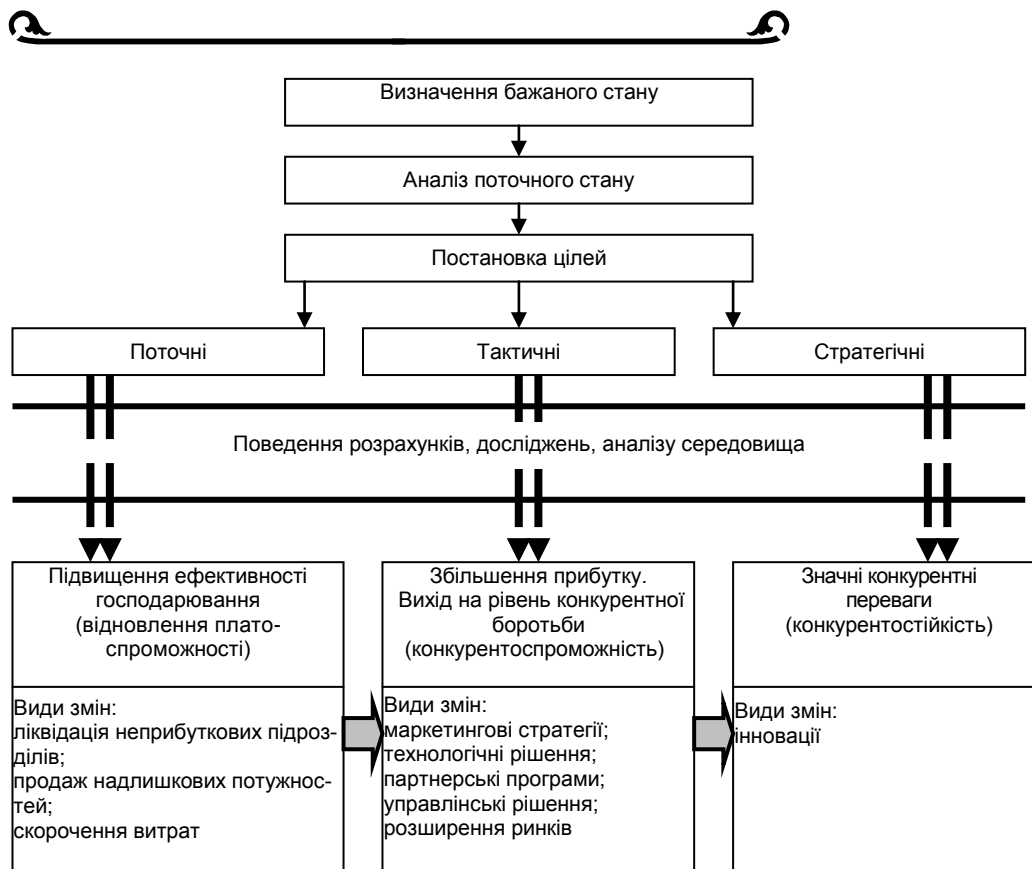 Визначення бажаного стану
Аналіз поточного стану
Постановка цілей
Поточні
Тактичні
Стратегічні
Поведення розрахунків, досліджень, аналізу середовища
Підвищення ефективності
господарювання
(відновлення плато-
спроможності)
Види змін:
ліквідація неприбуткових підроз-
ділів;
продаж надлишкових потужнос-
тей;
скорочення витрат
Збільшення прибутку.
Вихід на рівень конкурентної
боротьби
(конкурентоспроможність)
Види змін:
маркетингові стратегії;
технологічні рішення;
партнерські програми;
управлінські рішення;
розширення ринків
Значні конкурентні
переваги
(конкурентостійкість)
Види змін:
інновації